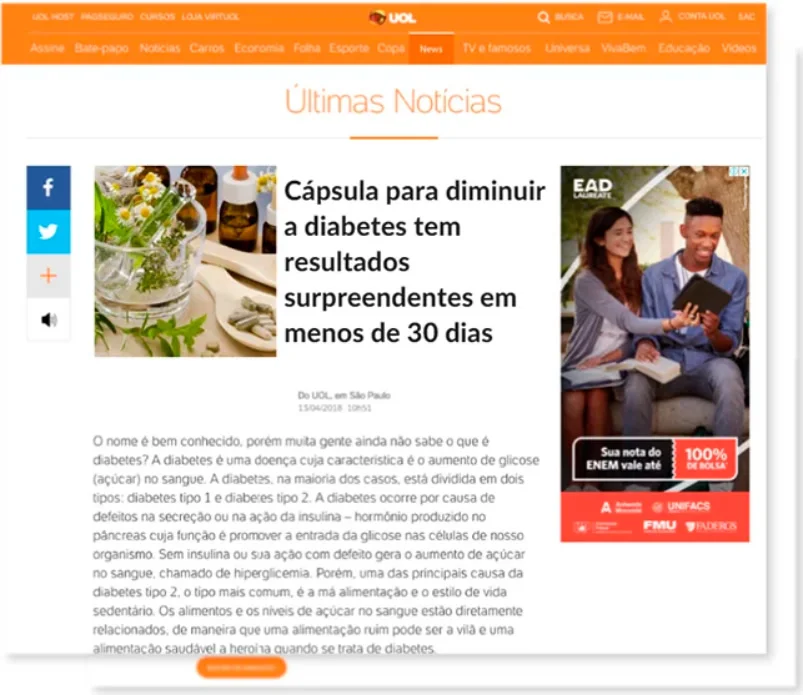 UOL HOST PAGSEGURO CURSOS LOJA VIRTUOL
UOL
BUSCA E-MAIL CONTA UOL SAC
Assine Bate-papo Notícias Carros Economia Folha Esporte Copa News TV e famosos Universa VivaBem Educação Vídeos
Últimas Notícias
Cápsula para diminuir
a diabetes tem
resultados
surpreendentes em
menos de 30 dias
Do UOL, em São Paulo
13/04/2018 10h51
O nome é bem conhecido, porém muita gente ainda não sabe o que é
diabetes? A diabetes é uma doença cuja característica é o aumento de glicose
(açúcar) no sangue. A diabetes, na maioria dos casos, está dividida em dois
tipos: diabetes tipo 1 e diabetes tipo 2. A diabetes ocorre por causa de
defeitos na secreção ou na ação da insulina – hormônio produzido no
pâncreas cuja função é promover a entrada da glicose nas células de nosso
organismo. Sem insulina ou sua ação com defeito gera o aumento de açúcar
no sangue, chamado de hiperglicemia. Porém, uma das principais causa da
diabetes tipo 2, o tipo mais comum, é a má alimentação e o estilo de vida
sedentário. Os alimentos e os níveis de açúcar no sangue estão diretamente
relacionados, de maneira que uma alimentação ruim pode ser a vilã e uma
alimentação saudável a heroína quando se trata de diabetes.
EAD
LAUREATE
Sua nota do
ENEM vale até
100%
DE BOLSA*
UNIFACS
FMU
FADERGS